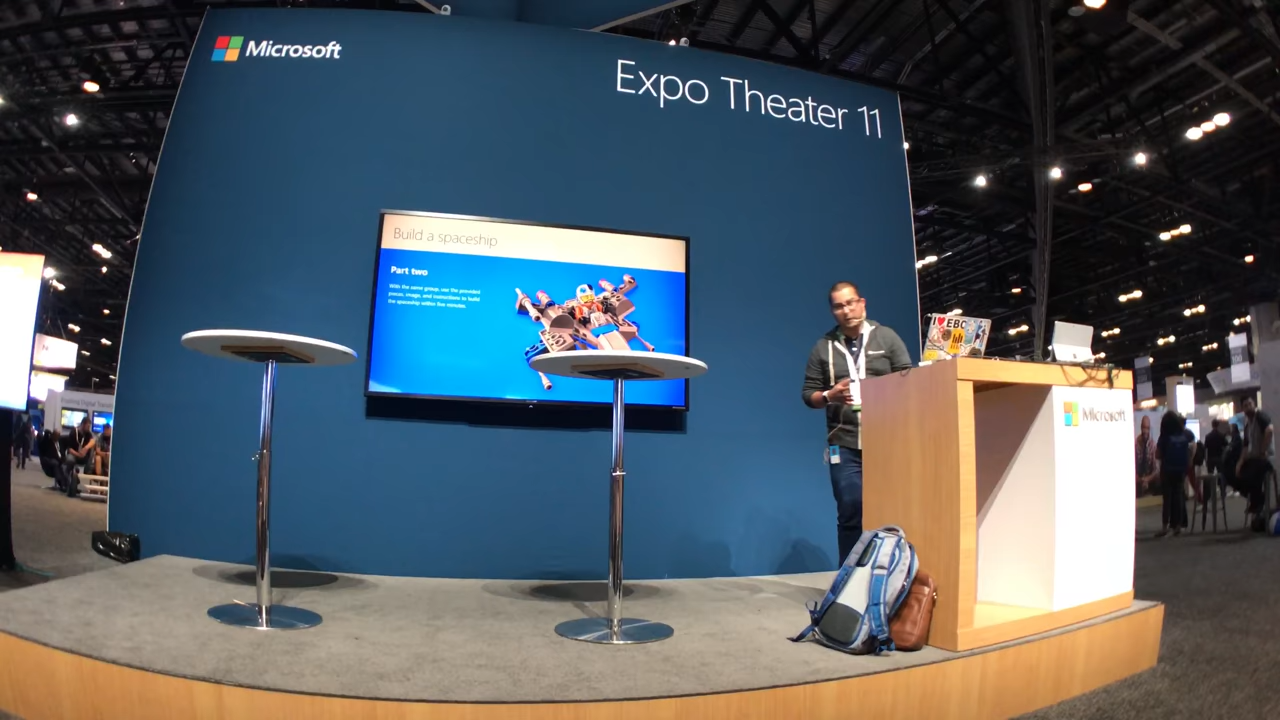 Microsoft
Expo Theater 11
Build a spaceship
Part two
With the same group, use the provided
pieces, image, and instructions to build
the spaceship within five minutes.
I ❤ EBC
Microsoft